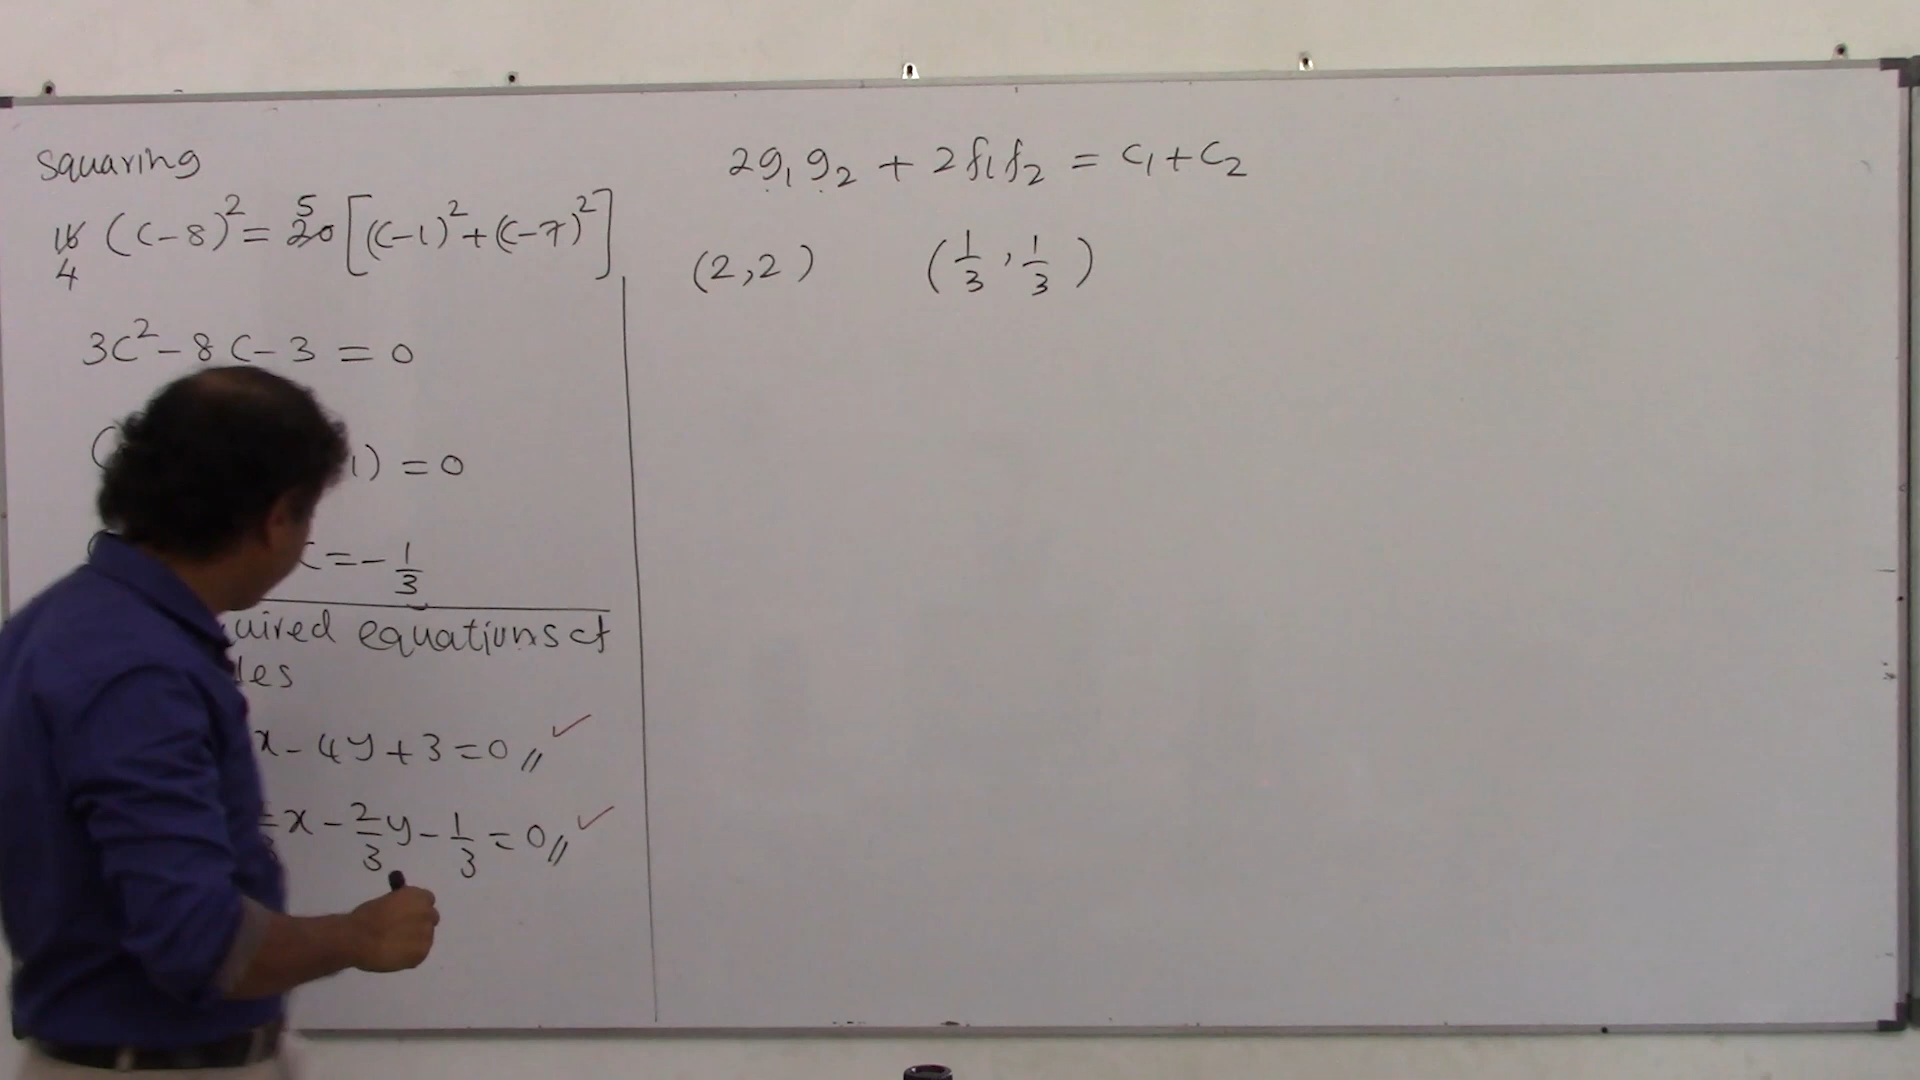 squaring
16 4 (c-8)² = 20 5 [(c-1)² + (c-7)²]
3c² - 8c - 3 = 0
( 1) = 0
c = - 1/3
uired equations of
les
x - 4y + 3 = 0 //
x - 2/3 y - 1/3 = 0 //
2g₁g₂ + 2f₁f₂ = c₁ + c₂
(2,2) (1/3, 1/3)